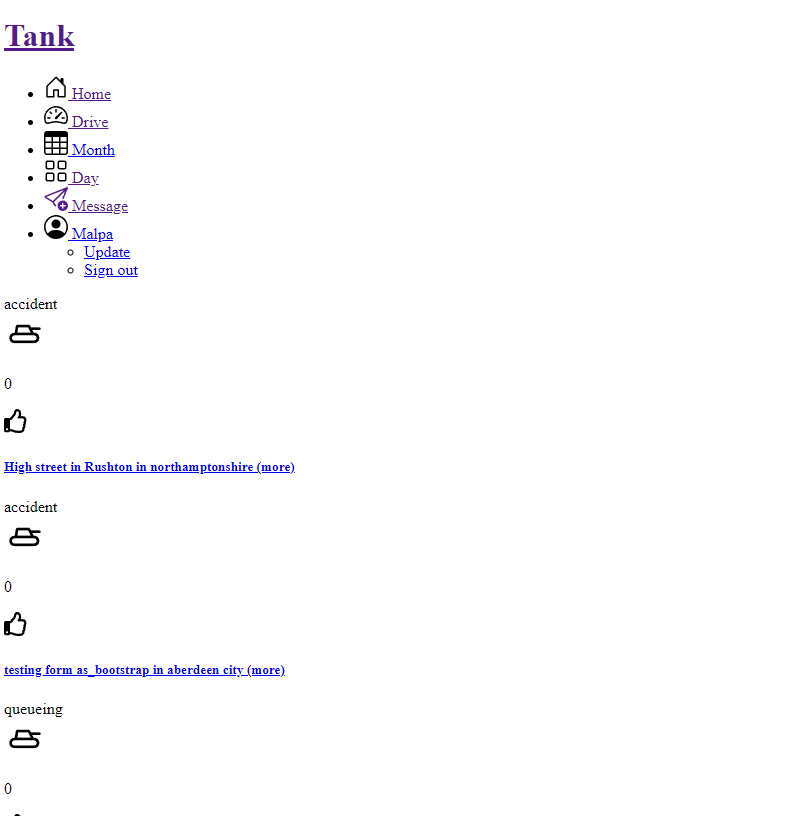 Tank
Home
Drive
Month
Day
Message
Malpa
Update
Sign out
accident
0
High street in Rushton in northamptonshire (more)
accident
0
testing form as_bootstrap in aberdeen city (more)
queueing
0